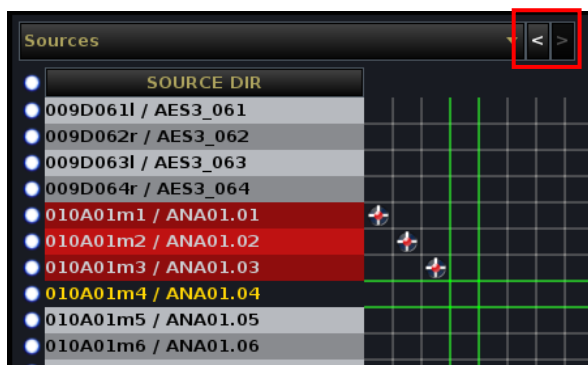 Sources < >
SOURCE DIR
009D061l / AES3_061
009D062r / AES3_062
009D063l / AES3_063
009D064r / AES3_064
010A01m1 / ANA01.01
010A01m2 / ANA01.02
010A01m3 / ANA01.03
010A01m4 / ANA01.04
010A01m5 / ANA01.05
010A01m6 / ANA01.06